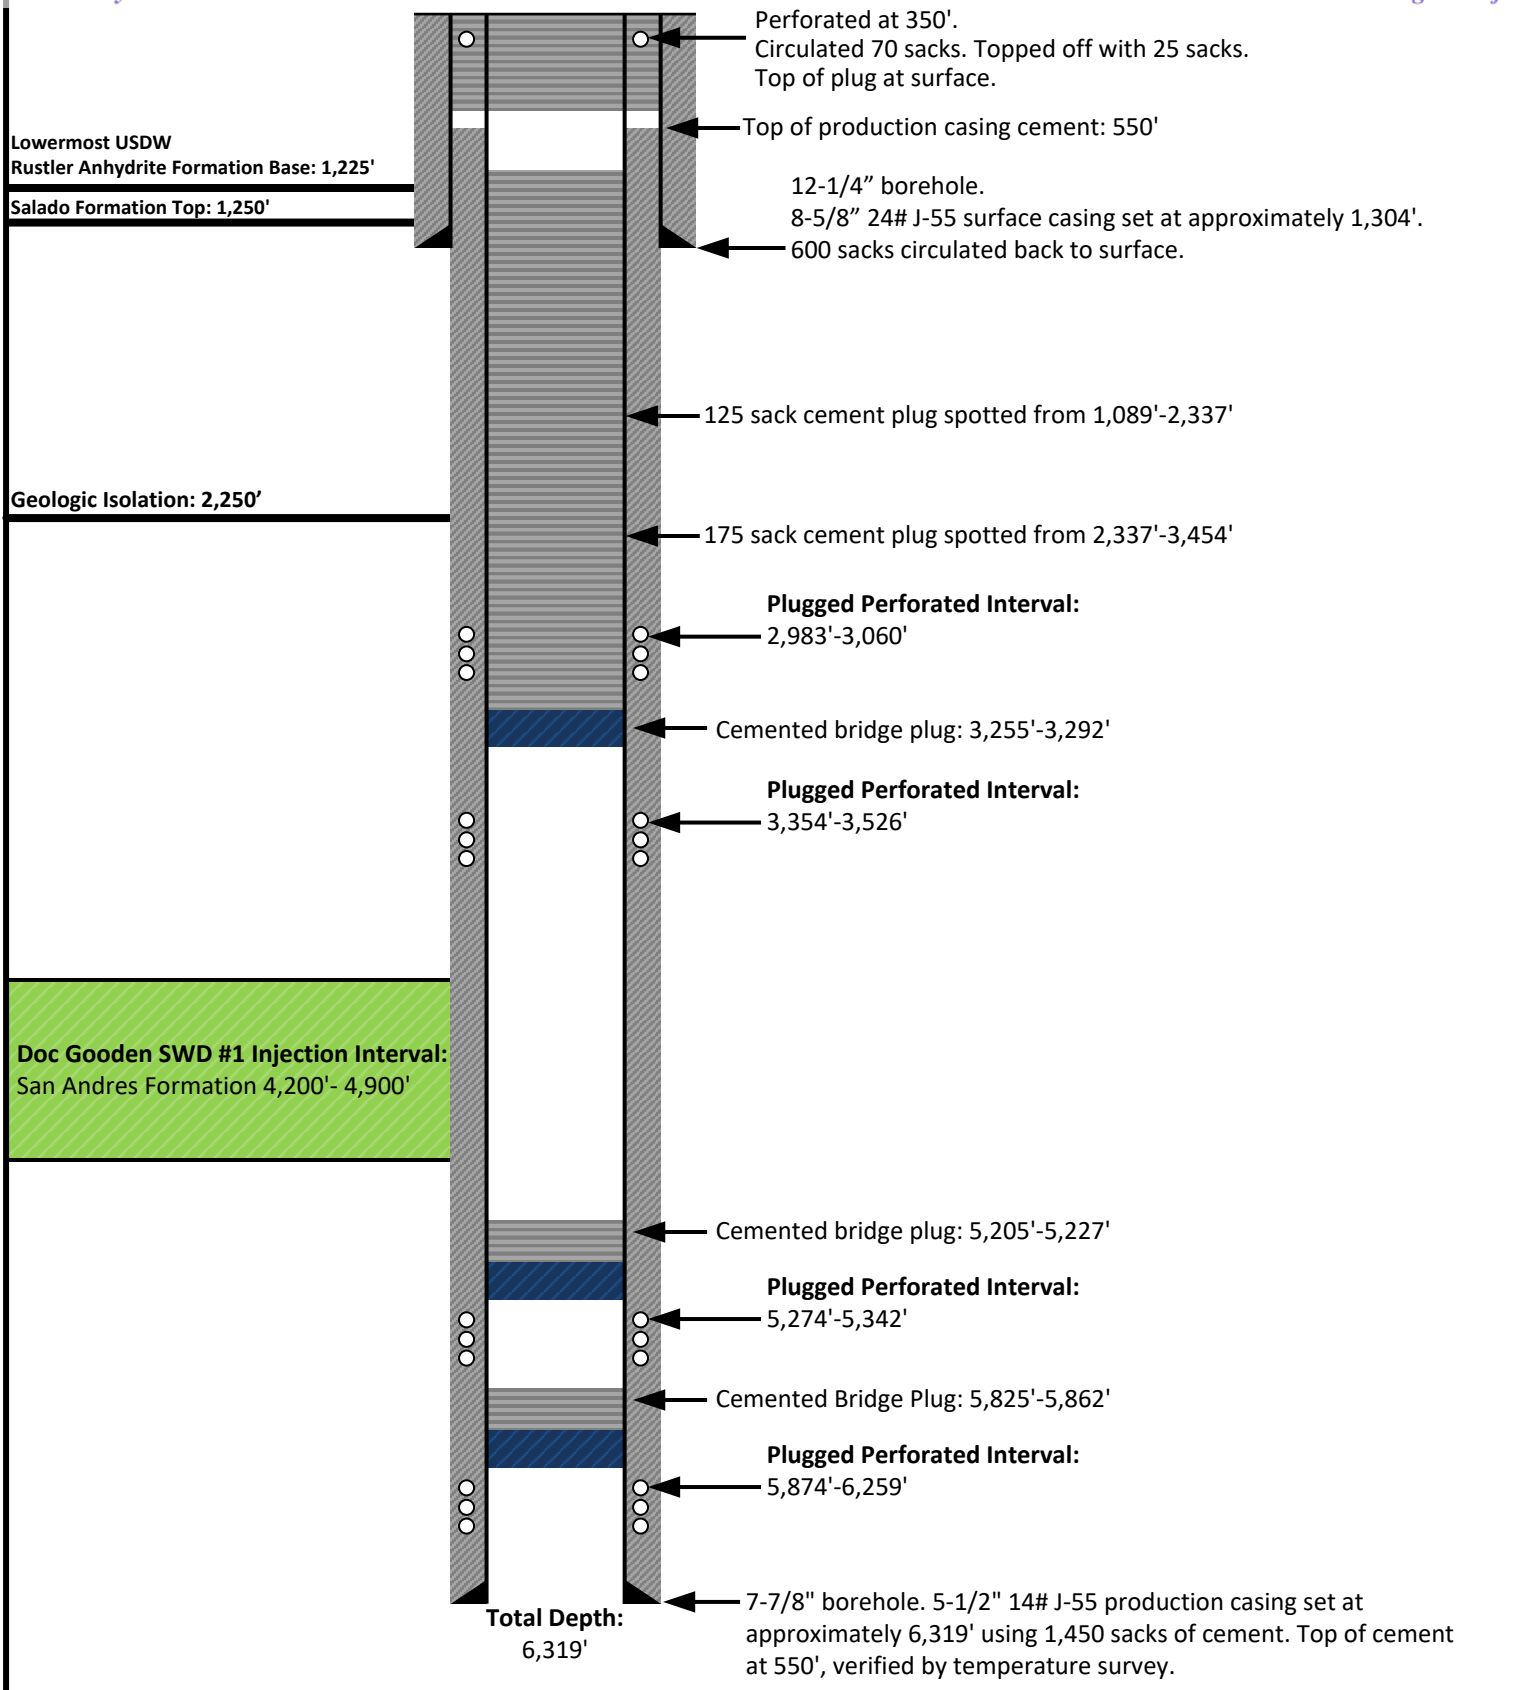 Perforated at 350'.
Circulated 70 sacks. Topped off with 25 sacks.
Top of plug at surface.
Top of production casing cement: 550'
Lowermost USDW
Rustler Anhydrite Formation Base: 1,225'
12-1/4” borehole.
Salado Formation Top: 1,250'
8-5/8” 24# J-55 surface casing set at approximately 1,304'.
600 sacks circulated back to surface.
125 sack cement plug spotted from 1,089'-2,337'
Geologic Isolation: 2,250’
175 sack cement plug spotted from 2,337'-3,454'
Plugged Perforated Interval:
2,983'-3,060'
Cemented bridge plug: 3,255'-3,292'
Plugged Perforated Interval:
3,354'-3,526'
Doc Gooden SWD #1 Injection Interval:
San Andres Formation 4,200'- 4,900'
Cemented bridge plug: 5,205'-5,227'
Plugged Perforated Interval:
5,274'-5,342'
Cemented Bridge Plug: 5,825'-5,862'
Plugged Perforated Interval:
5,874'-6,259'
Total Depth:
6,319'
7-7/8" borehole. 5-1/2" 14# J-55 production casing set at
approximately 6,319' using 1,450 sacks of cement. Top of cement
at 550', verified by temperature survey.